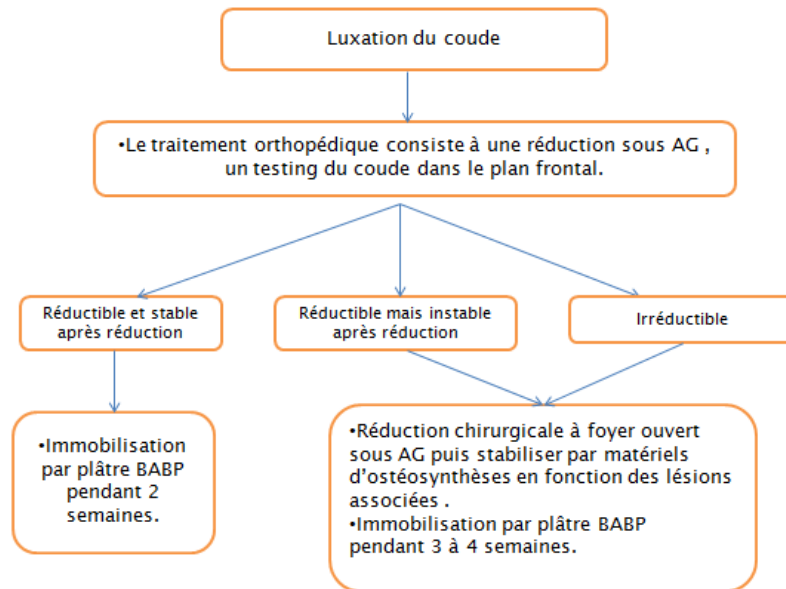 Luxation du coude
•Le traitement orthopédique consiste à une réduction sous AG ,
un testing du coude dans le plan frontal.
Réductible et stable
après réduction
Réductible mais instable
après réduction
Irréductible
•Immobilisation
par plâtre BABP
pendant 2
semaines.
•Réduction chirurgicale à foyer ouvert
sous AG puis stabiliser par matériels
d'ostéosynthèses en fonction des lésions
associées .
•Immobilisation par plâtre BABP
pendant 3 à 4 semaines.